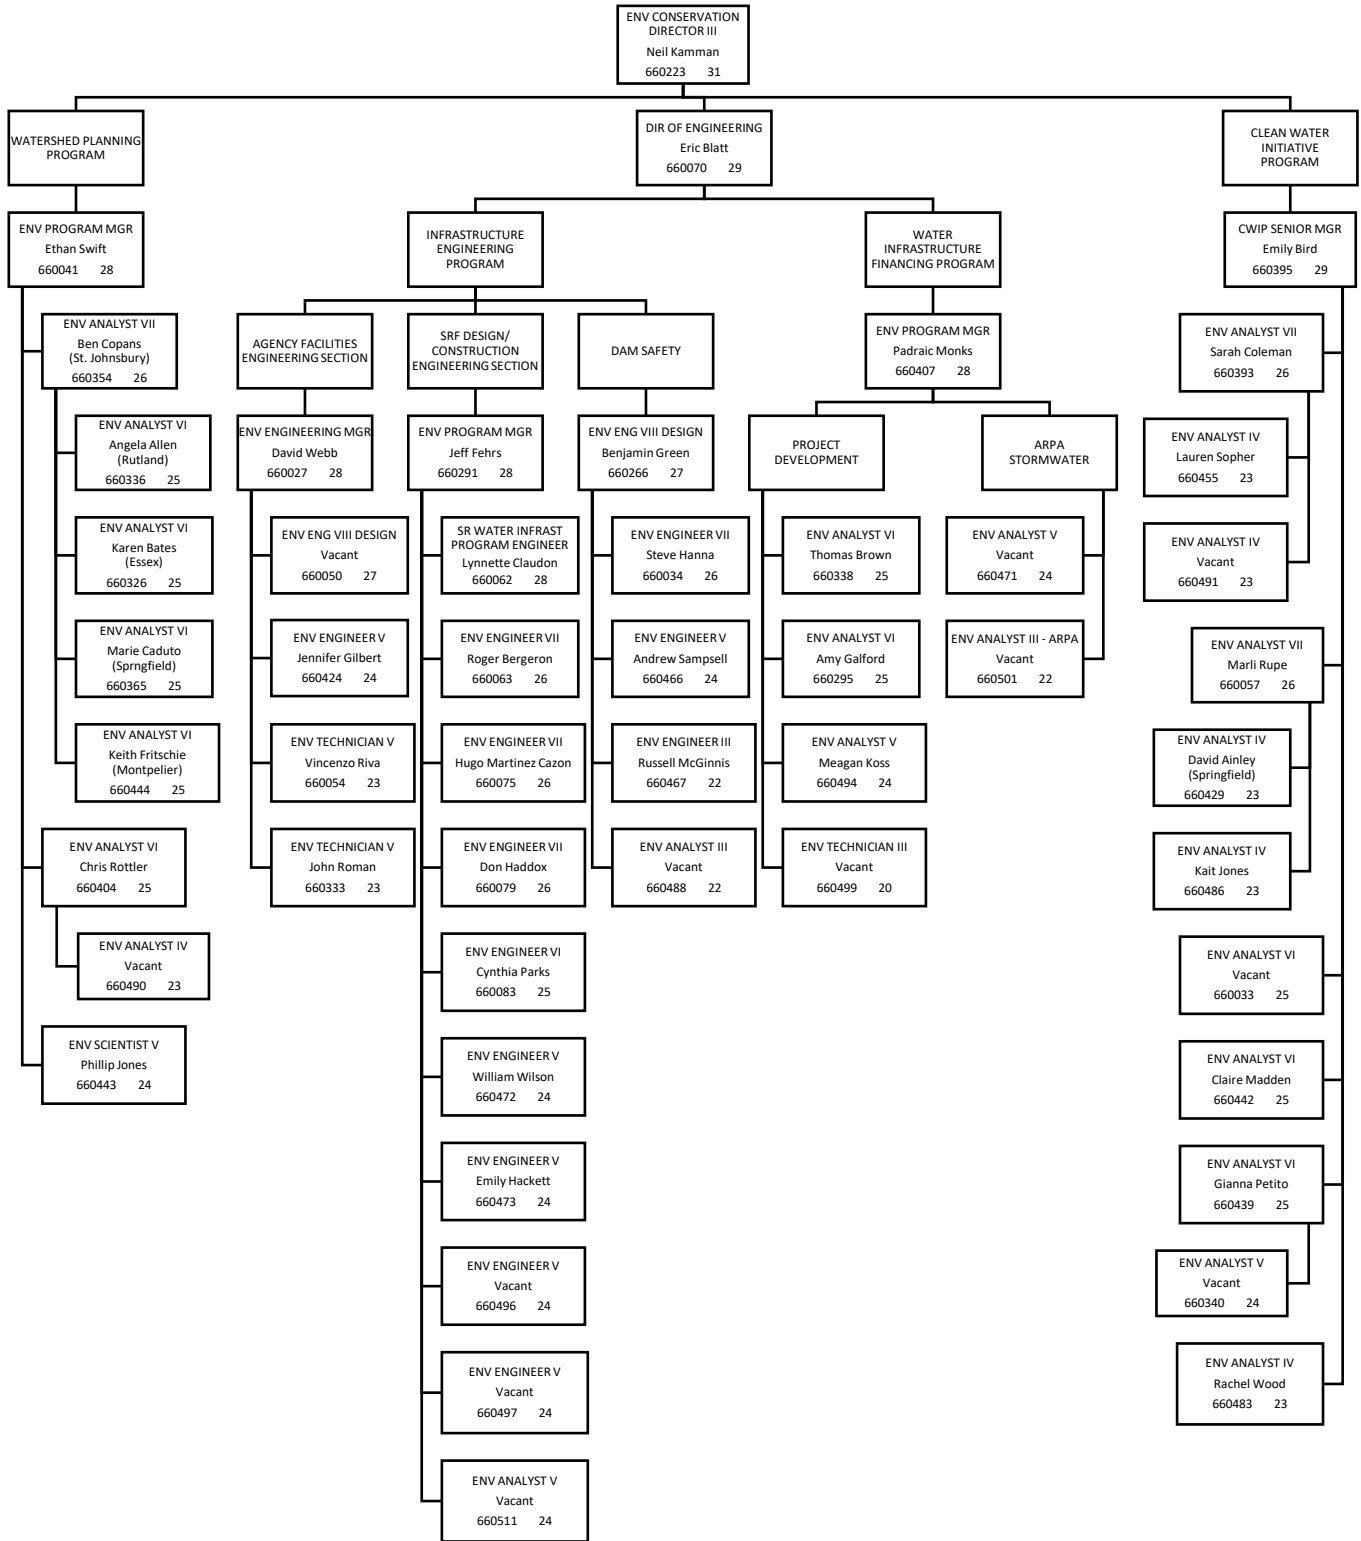 ENV CONSERVATION
DIRECTOR III
Neil Kamman
660223 31
WATERSHED PLANNING
PROGRAM
DIR OF ENGINEERING
Eric Blatt
660070 29
CLEAN WATER
INITIATIVE
PROGRAM
ENV PROGRAM MGR
Ethan Swift
660041 28
INFRASTRUCTURE
ENGINEERING
PROGRAM
WATER
INFRASTRUCTURE
FINANCING PROGRAM
CWIP SENIOR MGR
Emily Bird
660395 29
ENV ANALYST VII
Ben Copans
(St. Johnsbury)
660354 26
AGENCY FACILITIES
ENGINEERING SECTION
SRF DESIGN/
CONSTRUCTION
ENGINEERING SECTION
DAM SAFETY
ENV PROGRAM MGR
Padraic Monks
660407 28
ENV ANALYST VII
Sarah Coleman
660393 26
ENV ANALYST VI
Angela Allen
(Rutland)
660336 25
ENV ENGINEERING MGR
David Webb
660027 28
ENV PROGRAM MGR
Jeff Fehrs
660291 28
ENV ENG VIII DESIGN
Benjamin Green
660266 27
PROJECT
DEVELOPMENT
ARPA
STORMWATER
ENV ANALYST IV
Lauren Sopher
660455 23
ENV ANALYST VI
Karen Bates
(Essex)
660326 25
ENV ENG VIII DESIGN
Vacant
660050 27
SR WATER INFRAST
PROGRAM ENGINEER
Lynnette Claudon
660062 28
ENV ENGINEER VII
Steve Hanna
660034 26
ENV ANALYST VI
Thomas Brown
660338 25
ENV ANALYST V
Vacant
660471 24
ENV ANALYST IV
Vacant
660491 23
ENV ANALYST VI
Marie Caduto
(Sprngfield)
660365 25
ENV ENGINEER V
Jennifer Gilbert
660424 24
ENV ENGINEER VII
Roger Bergeron
660063 26
ENV ENGINEER V
Andrew Sampsell
660466 24
ENV ANALYST VI
Amy Galford
660295 25
ENV ANALYST III - ARPA
Vacant
660501 22
ENV ANALYST VII
Marli Rupe
660057 26
ENV ANALYST VI
Keith Fritschie
(Montpelier)
660444 25
ENV TECHNICIAN V
Vincenzo Riva
660054 23
ENV ENGINEER VII
Hugo Martinez Cazon
660075 26
ENV ENGINEER III
Russell McGinnis
660467 22
ENV ANALYST V
Meagan Koss
660494 24
ENV ANALYST IV
David Ainley
(Springfield)
660429 23
ENV ANALYST VI
Chris Rottler
660404 25
ENV TECHNICIAN V
John Roman
660333 23
ENV ENGINEER VII
Don Haddox
660079 26
ENV ANALYST III
Vacant
660488 22
ENV TECHNICIAN III
Vacant
660499 20
ENV ANALYST IV
Kait Jones
660486 23
ENV ANALYST IV
Vacant
660490 23
ENV ENGINEER VI
Cynthia Parks
660083 25
ENV ANALYST VI
Vacant
660033 25
ENV SCIENTIST V
Phillip Jones
660443 24
ENV ENGINEER V
William Wilson
660472 24
ENV ANALYST VI
Claire Madden
660442 25
ENV ENGINEER V
Emily Hackett
660473 24
ENV ANALYST VI
Gianna Petito
660439 25
ENV ENGINEER V
Vacant
660496 24
ENV ANALYST V
Vacant
660340 24
ENV ENGINEER V
Vacant
660497 24
ENV ANALYST IV
Rachel Wood
660483 23
ENV ANALYST V
Vacant
660511 24